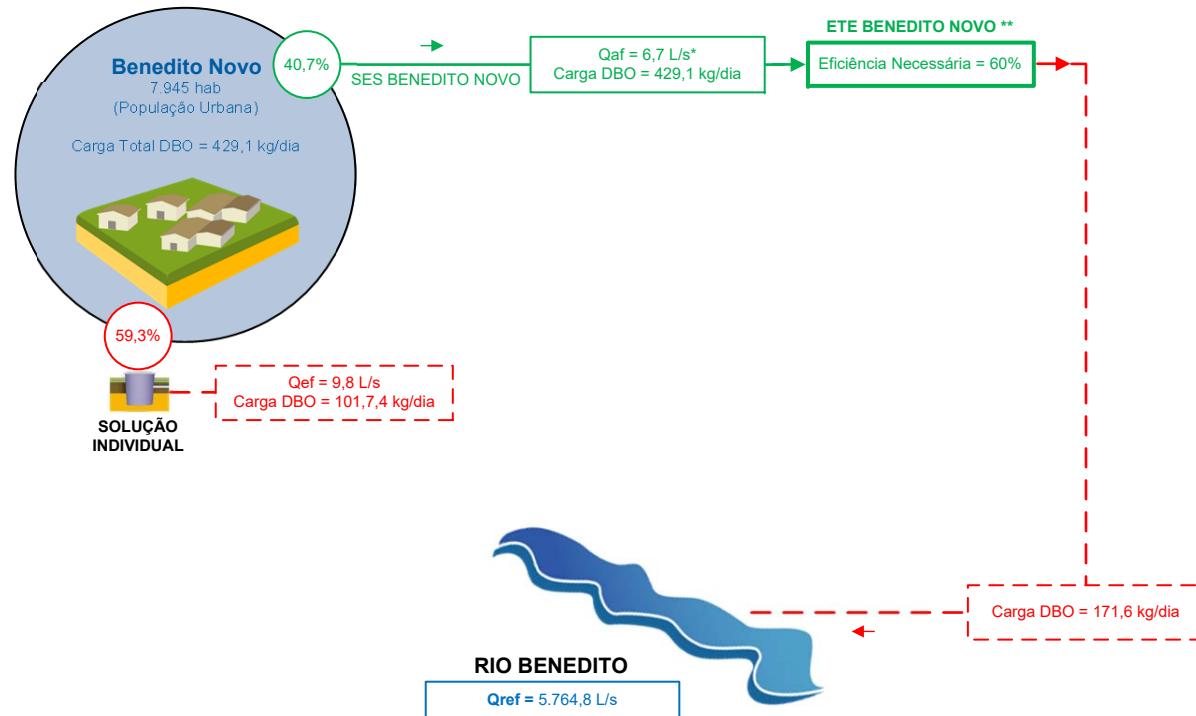 ETE BENEDITO NOVO **
Benedito Novo
7.945 hab
(População Urbana)
Carga Total DBO = 429,1 kg/dia
40,7%
SES BENEDITO NOVO
Qaf = 6,7 L/s*
Carga DBO = 429,1 kg/dia
Eficiência Necessária = 60%
59,3%
SOLUÇÃO
INDIVIDUAL
Qef = 9,8 L/s
Carga DBO = 101,7,4 kg/dia
Carga DBO = 171,6 kg/dia
RIO BENEDITO
Qref = 5.764,8 L/s